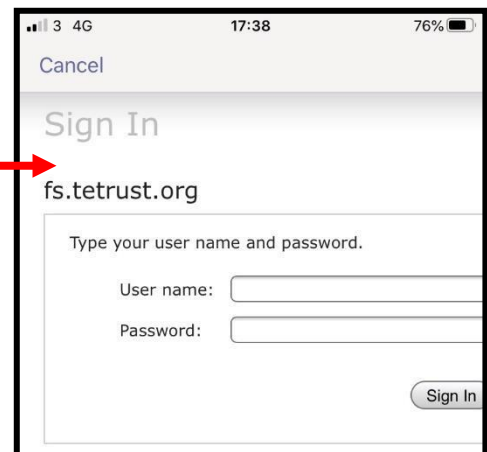 3 4G 17:38 76%
Cancel
Sign In
fs.tetrust.org
Type your user name and password.
User name:
Password:
Sign In